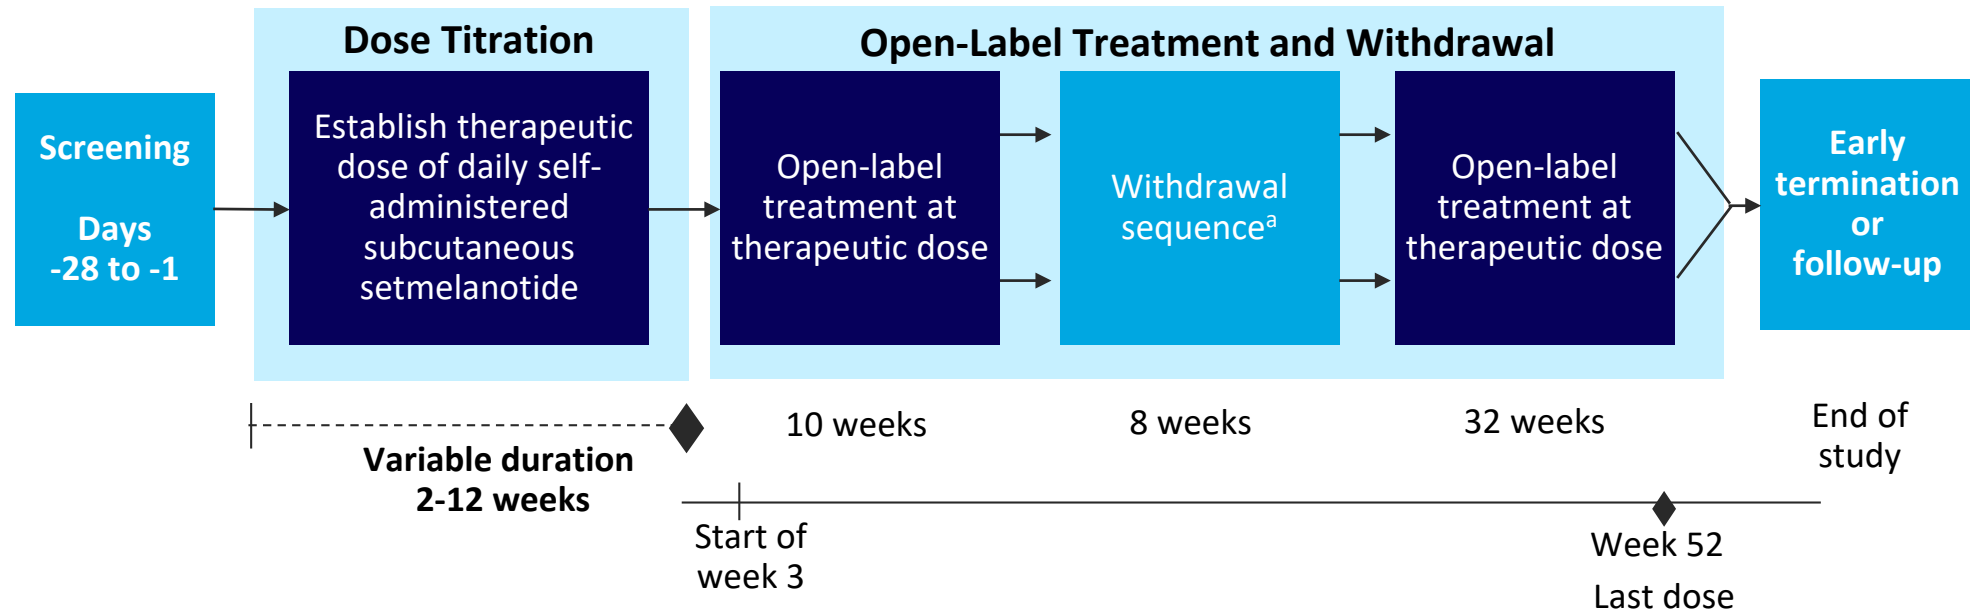 Dose Titration
Open-Label Treatment and Withdrawal
Screening
Days
-28 to -1
Establish therapeutic
dose of daily self-
administered
subcutaneous
setmelanotide
Open-label
treatment at
therapeutic dose
Withdrawal
sequenceᵃ
Open-label
treatment at
therapeutic dose
Early
termination
or
follow-up
Variable duration
2-12 weeks
10 weeks
8 weeks
32 weeks
End of
study
Start of
week 3
Week 52
Last dose